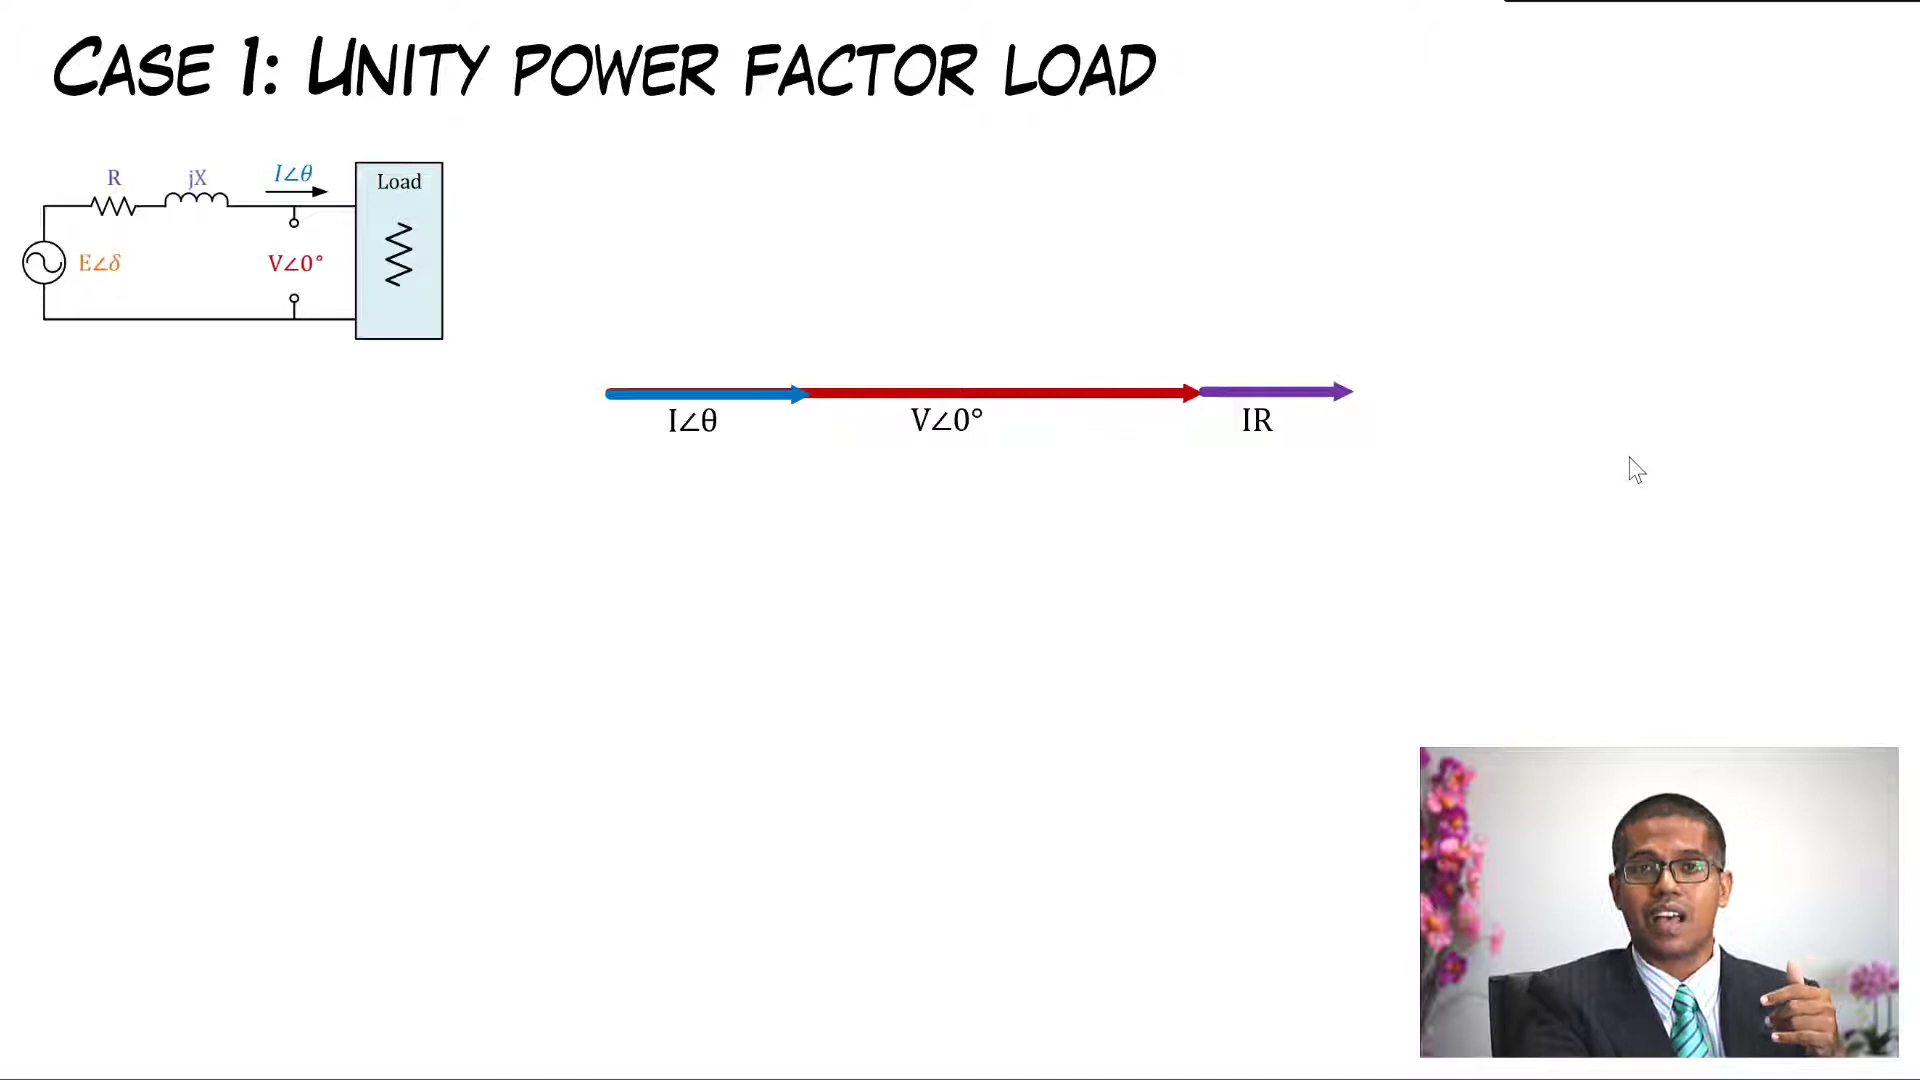 CASE 1: UNITY POWER FACTOR LOAD
R
jX
I∠θ
Load
E∠δ
V∠0°
I∠θ
V∠0°
IR